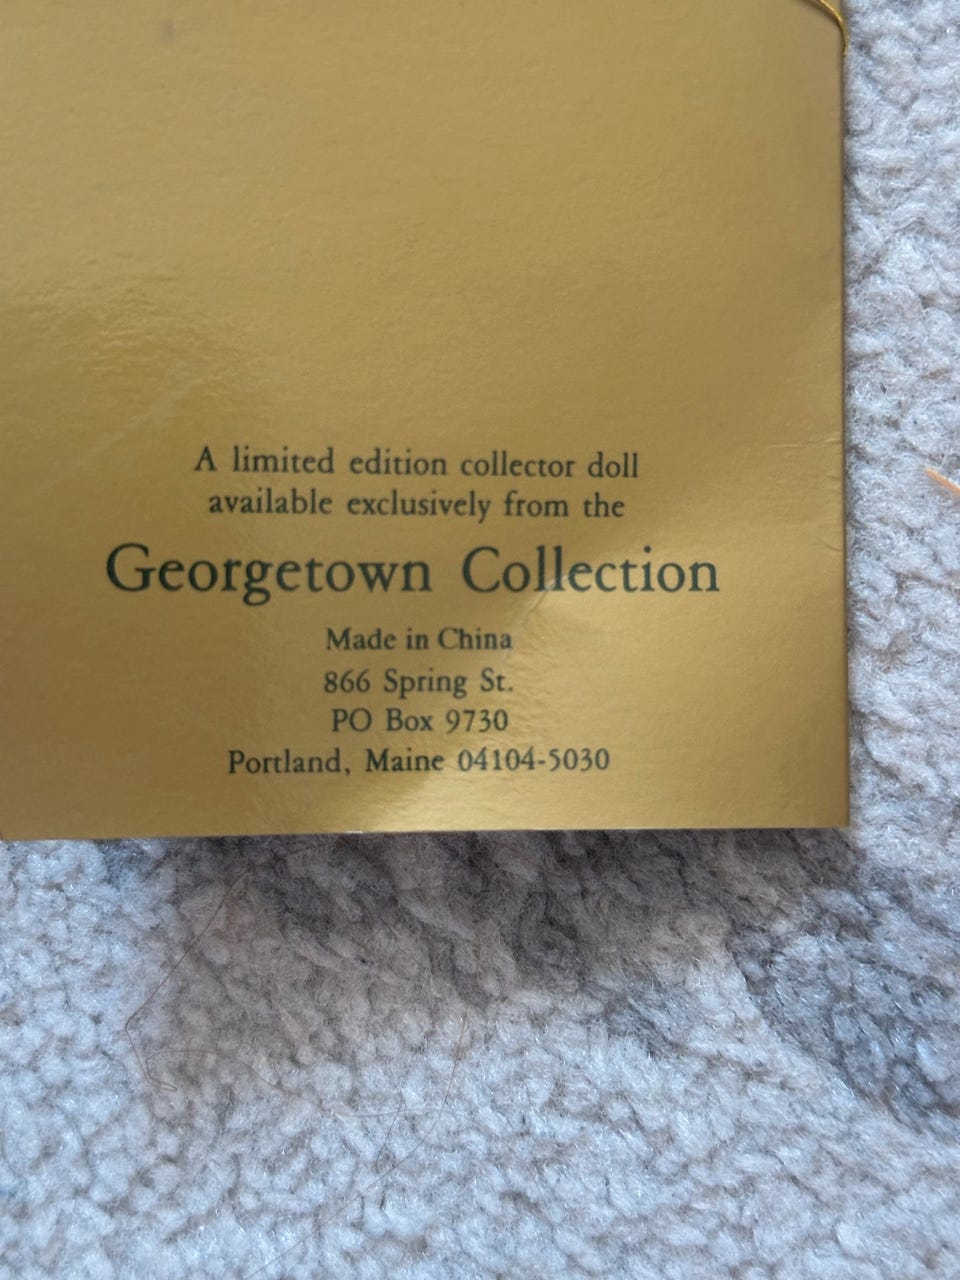 A limited edition collector doll
available exclusively from the
Georgetown Collection
Made in China
866 Spring St.
PO Box 9730
Portland, Maine 04104-5030